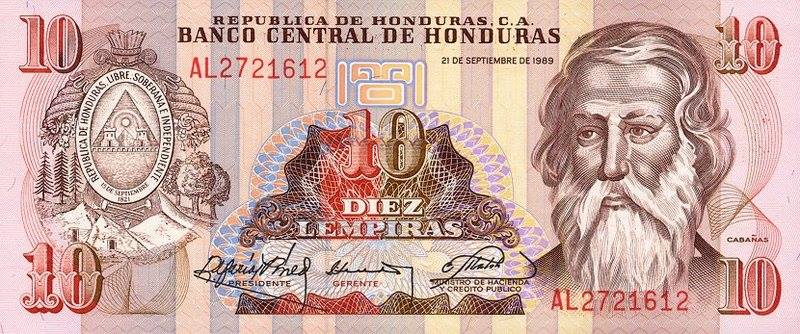 10
REPUBLICA DE HONDURAS, C.A.
BANCO CENTRAL DE HONDURAS
10
AL2721612
21 DE SEPTIEMBRE DE 1989
REPUBLICA DE HONDURAS, LIBRE, SOBERANA E INDEPENDIENTE
15 SEPTIEMBRE
1821
10
DIEZ
LEMPIRAS
CABAÑAS
10
PRESIDENTE
GERENTE
MINISTRO DE HACIENDA
Y CREDITO PUBLICO
AL2721612
10